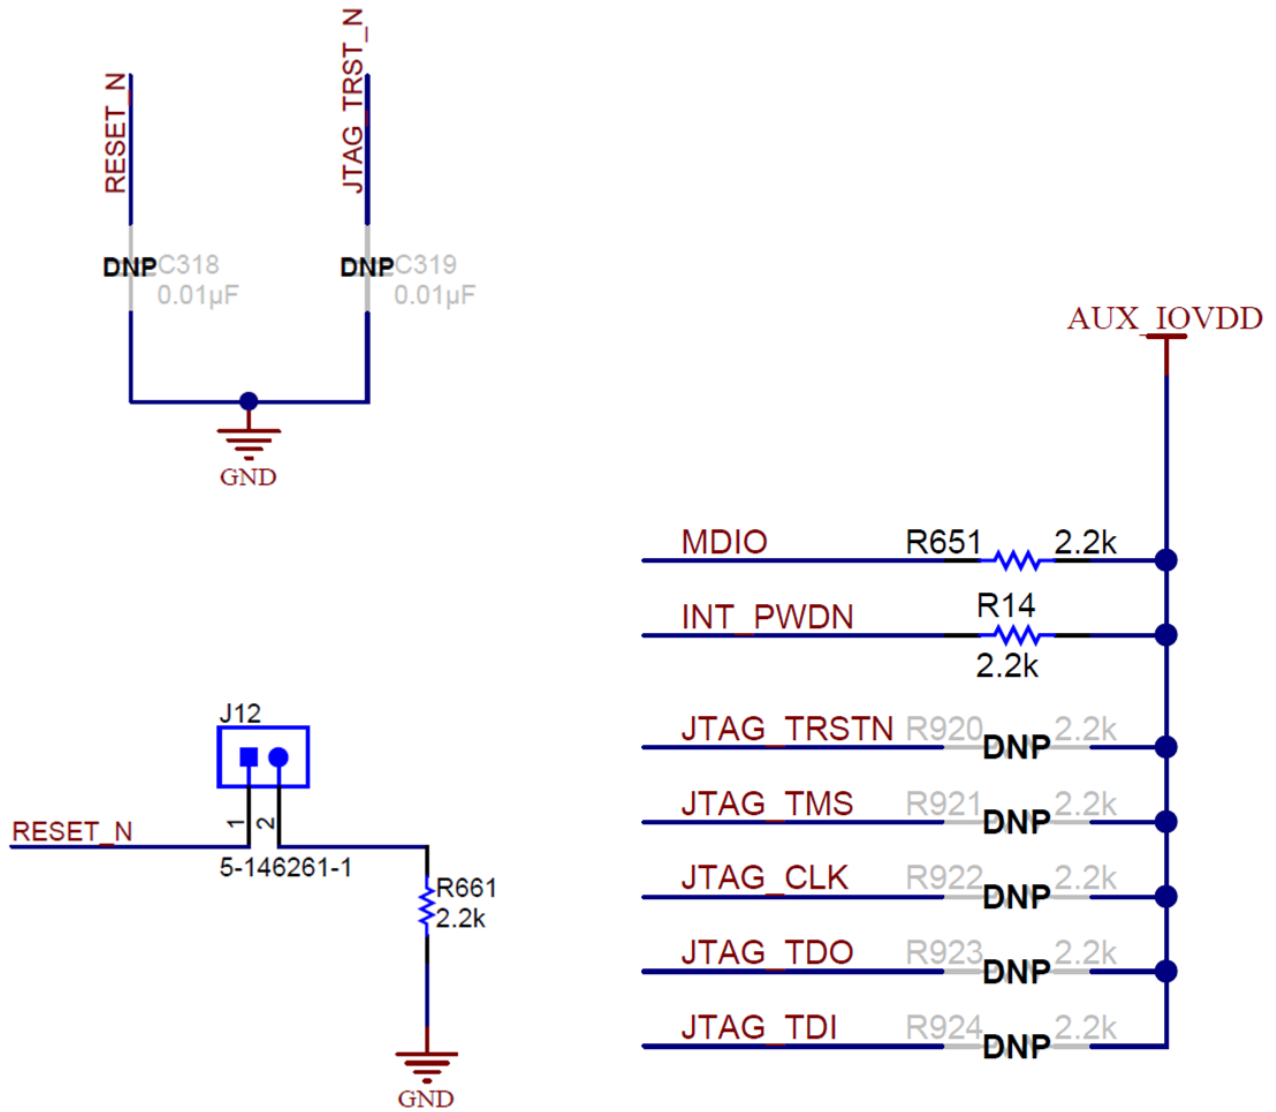 RESET_N
JTAG_TRST_N
DNP C318
0.01µF
DNP C319
0.01µF
GND
AUX_IOVDD
MDIO R651 2.2k
INT_PWDN R14
2.2k
JTAG_TRSTN R920 DNP 2.2k
JTAG_TMS R921 DNP 2.2k
JTAG_CLK R922 DNP 2.2k
JTAG_TDO R923 DNP 2.2k
JTAG_TDI R924 DNP 2.2k
J12
1 2
RESET_N
5-146261-1
R661
2.2k
GND